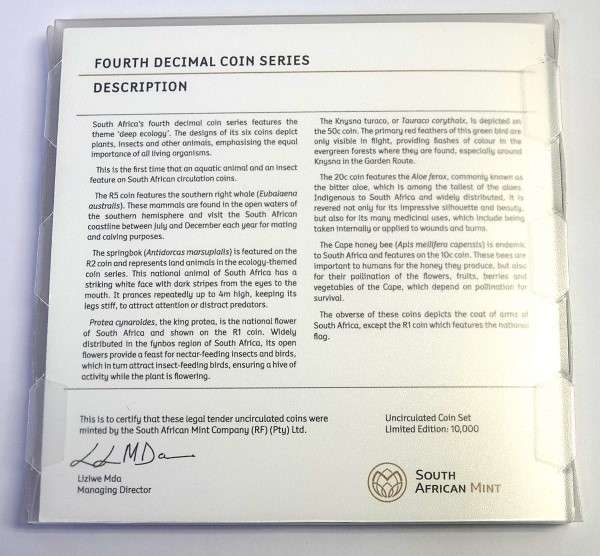 FOURTH DECIMAL COIN SERIES
DESCRIPTION
South Africa's fourth decimal coin series features the
theme 'deep ecology'. The designs of its six coins depict
plants, insects and other animals, emphasising the equal
importance of all living organisms.
This is the first time that an aquatic animal and an insect
feature on South African circulation coins.
The R5 coin features the southern right whale (Eubalaena
australis). These mammals are found in the open waters of
the southern hemisphere and visit the South African
coastline between July and December each year for mating
and calving purposes.
The springbok (Antidorcas marsupialis) is featured on the
R2 coin and represents land animals in the ecology-themed
coin series. This national animal of South Africa has a
striking white face with dark stripes from the eyes to the
mouth. It prances repeatedly up to 4m high, keeping its
legs stiff, to attract attention or distract predators.
Protea cynaroides, the king protea, is the national flower
of South Africa and shown on the R1 coin. Widely
distributed in the fynbos region of South Africa, its open
flowers provide a feast for nectar-feeding insects and birds,
which in turn attract insect-feeding birds, ensuring a hive of
activity while the plant is flowering.
The Knysna turaco, or Tauraco corythaix, is depicted on
the 50c coin. The primary red feathers of this green bird are
only visible in flight, providing flashes of colour in the
evergreen forests where they are found, especially around
Knysna in the Garden Route.
The 20c coin features the Aloe ferox, commonly known as
the bitter aloe, which is among the tallest of the aloes.
Indigenous to South Africa and widely distributed, it is
revered not only for its impressive silhouette and beauty,
but also for its many medicinal uses, which include being
taken internally or applied to wounds and burns.
The Cape honey bee (Apis mellifera capensis) is endemic
to South Africa and features on the 10c coin. These bees are
important to humans for the honey they produce, but also
for their pollination of the flowers, fruits, berries and
vegetables of the Cape, which depend on pollination for
survival.
The obverse of these coins depicts the coat of arms of
South Africa, except the R1 coin which features the national
flag.
This is to certify that these legal tender uncirculated coins were
minted by the South African Mint Company (RF) (Pty) Ltd.
Liziwe Mda
Managing Director
Uncirculated Coin Set
Limited Edition: 10,000
SOUTH
AFRICAN MINT